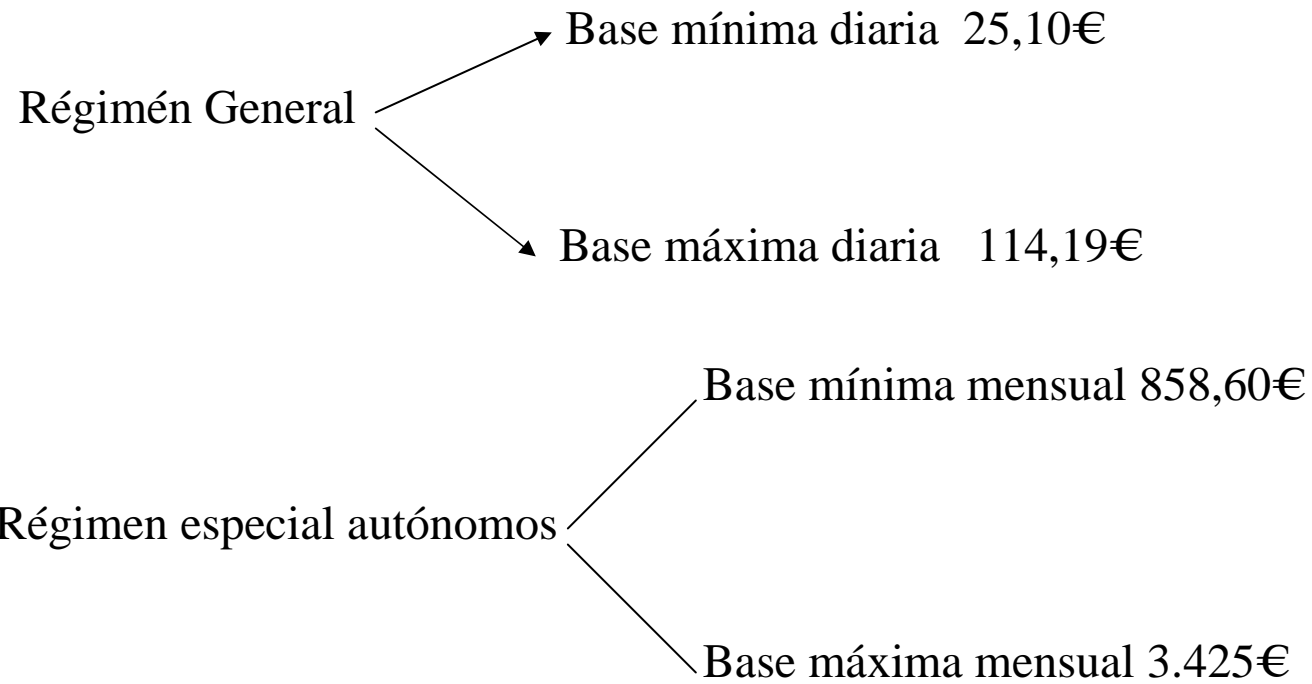 Base mínima diaria 25,10€
Régimén General
Base máxima diaria 114,19€
Base mínima mensual 858,60€
Régimen especial autónomos
Base máxima mensual 3.425€